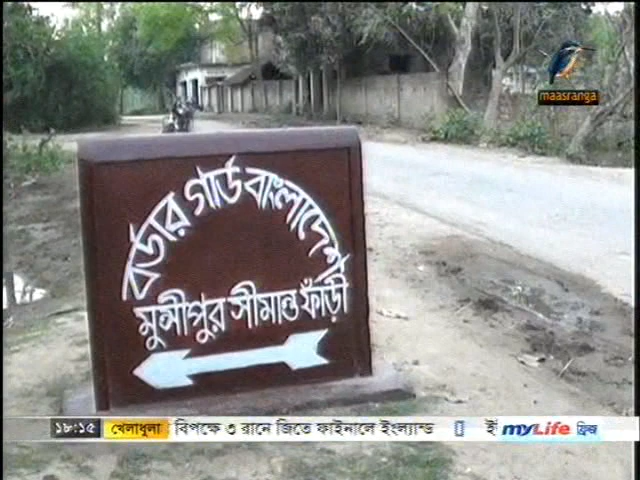 maasranga
বর্ডার গার্ড বাংলাদেশ
মুন্সীপুর সীমান্ত ফাঁড়ী
১৮:১৫ খেলাধুলা বিপক্ষে ৩ রানে জিতে ফাইনালে ইংল্যান্ড myLife ফ্রিজ